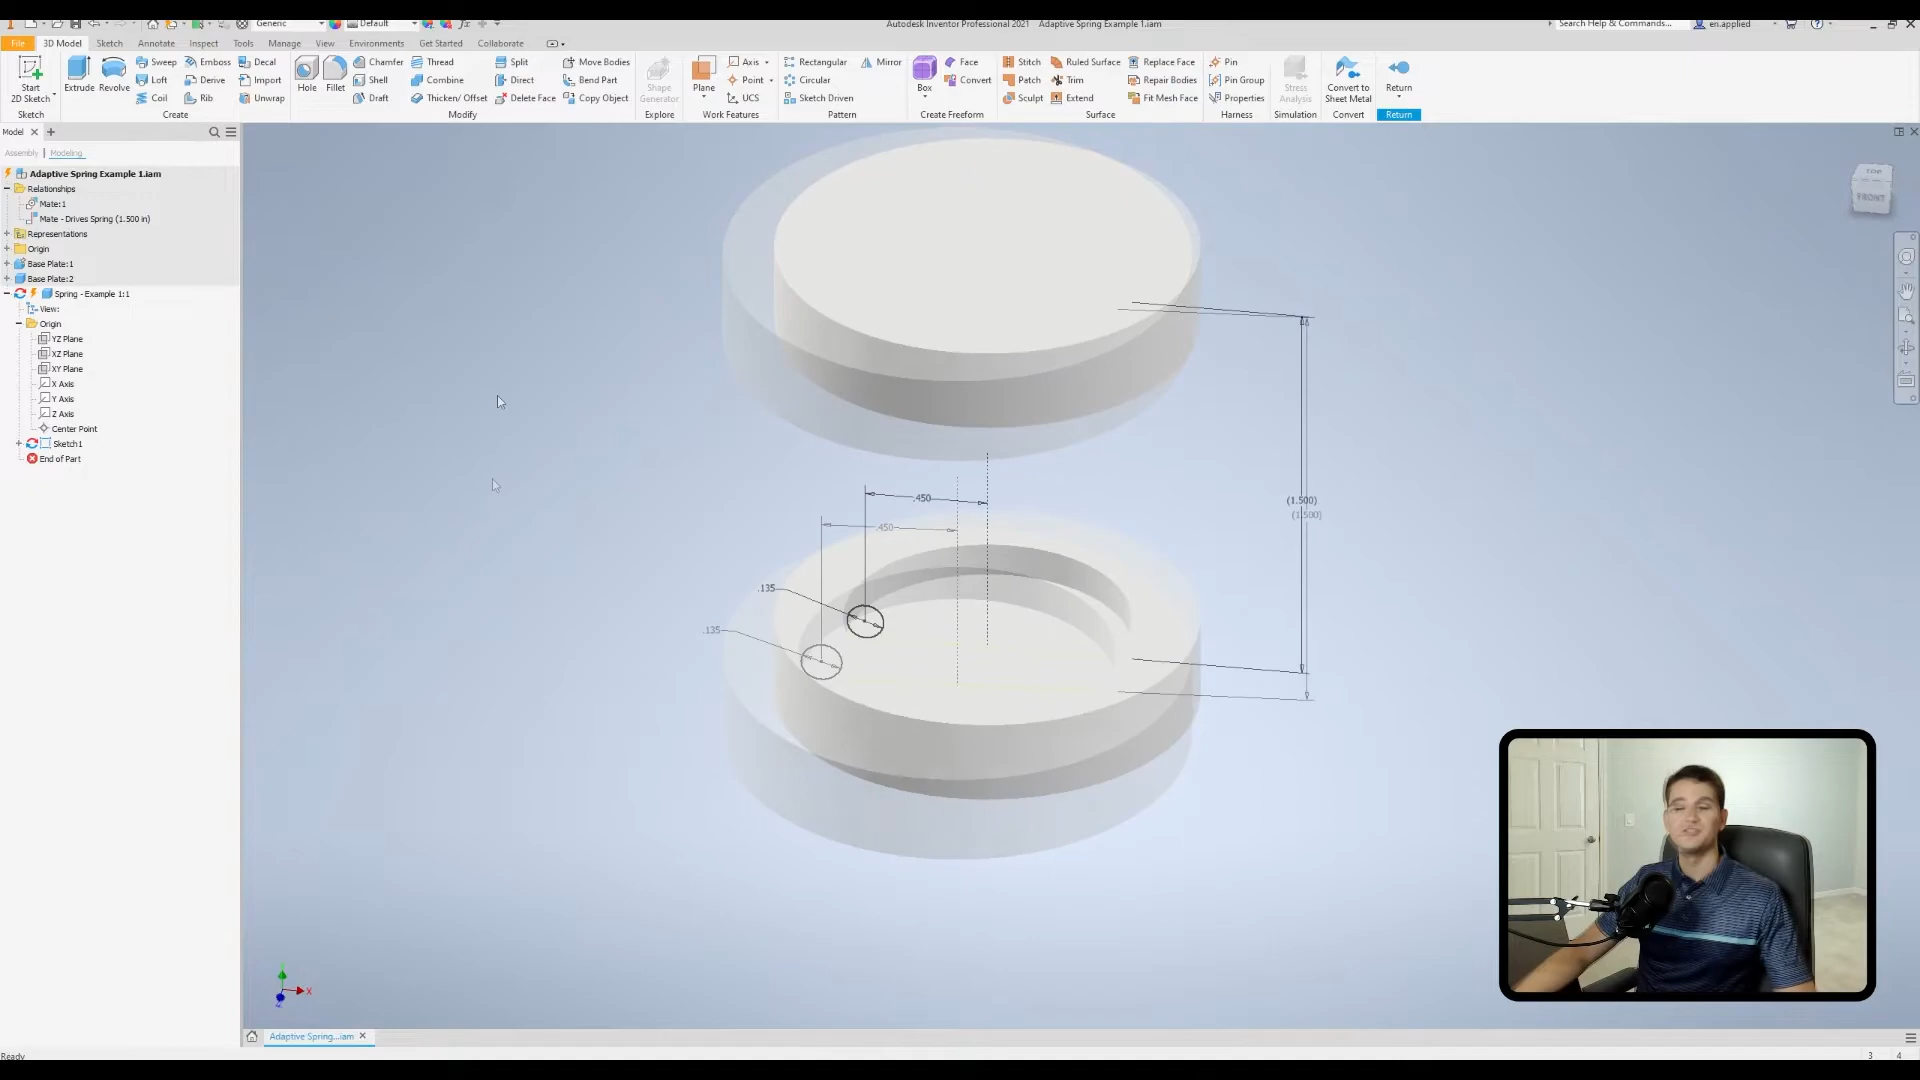 Generic
Default
Autodesk Inventor Professional 2021 Adaptive Spring Example 1.iam
Search Help & Commands...
en.applied
File 3D Model Sketch Annotate Inspect Tools Manage View Environments Get Started Collaborate
Start
2D Sketch
Extrude
Revolve
Sweep
Loft
Coil
Emboss
Derive
Rib
Decal
Import
Unwrap
Hole
Fillet
Chamfer
Shell
Draft
Thread
Combine
Thicken/ Offset
Split
Direct
Delete Face
Move Bodies
Bend Part
Copy Object
Shape
Generator
Plane
Axis
Point
UCS
Rectangular
Circular
Sketch Driven
Mirror
Box
Face
Convert
Stitch
Patch
Sculpt
Ruled Surface
Trim
Extend
Replace Face
Repair Bodies
Fit Mesh Face
Pin
Pin Group
Properties
Stress
Analysis
Convert to
Sheet Metal
Return
Sketch Create Modify Explore Work Features Pattern Create Freeform Surface Harness Simulation Convert Return
Model
Assembly | Modeling
Adaptive Spring Example 1.iam
Relationships
Mate:1
Mate - Drives Spring (1.500 in)
Representations
Origin
Base Plate:1
Base Plate:2
Spring - Example 1:1
View:
Origin
YZ Plane
XZ Plane
XY Plane
X Axis
Y Axis
Z Axis
Center Point
Sketch1
End of Part
TOP
FRONT
.450
.450
(1.500)
(1.500)
.135
.135
X
Adaptive Spring...iam
Ready
3 4